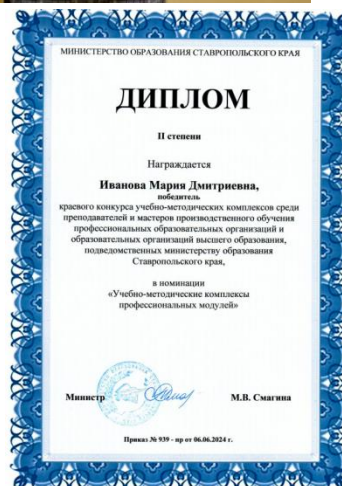 МИНИСТЕРСТВО ОБРАЗОВАНИЯ СТАВРОПОЛЬСКОГО КРАЯ
ДИПЛОМ
II степени
Награждается
Иванова Мария Дмитриевна,
победитель
краевого конкурса учебно-методических комплексов среди
преподавателей и мастеров производственного обучения
профессиональных образовательных организаций и
образовательных организаций высшего образования,
подведомственных министерству образования
Ставропольского края,
в номинации
«Учебно-методические комплексы
профессиональных модулей»
Министр М.В. Смагина
Приказ № 939 - пр от 06.06.2024 г.